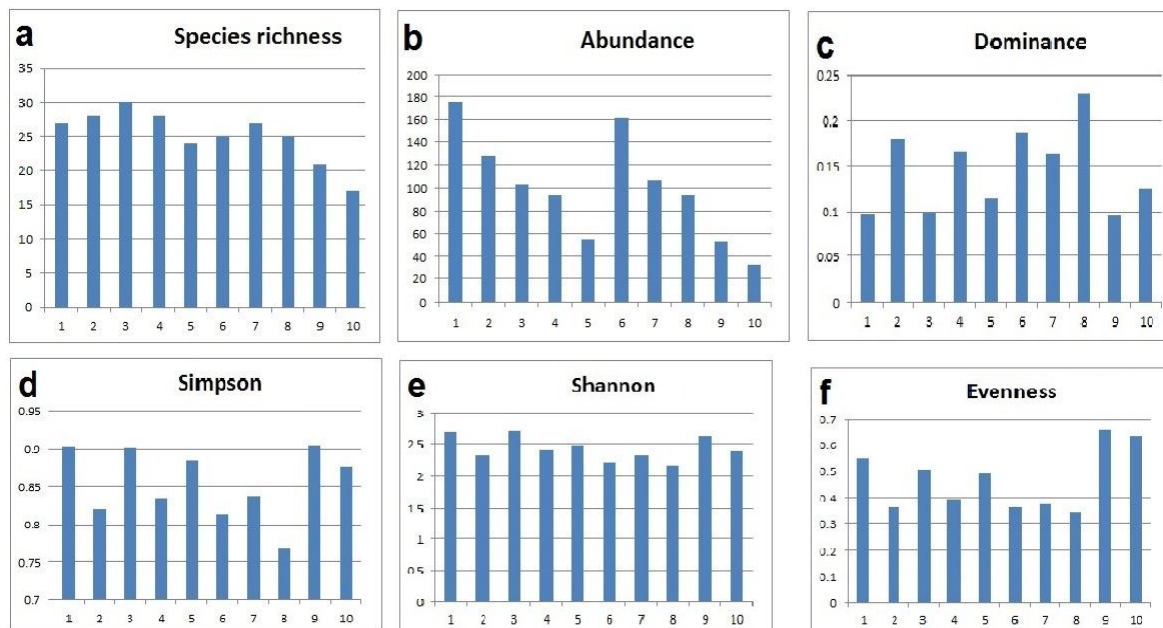 a
Species richness
35
30
25
20
15
10
5
0
1 2 3 4 5 6 7 8 9 10
b
Abundance
200
180
160
140
120
100
80
60
40
20
0
1 2 3 4 5 6 7 8 9 10
c
Dominance
0.25
0.2
0.15
0.1
0.05
0
1 2 3 4 5 6 7 8 9 10
d
Simpson
0.95
0.9
0.85
0.8
0.75
0.7
1 2 3 4 5 6 7 8 9 10
e
Shannon
3
2.5
2
1.5
1
0.5
0
1 2 3 4 5 6 7 8 9 10
f
Evenness
0.7
0.6
0.5
0.4
0.3
0.2
0.1
0
1 2 3 4 5 6 7 8 9 10